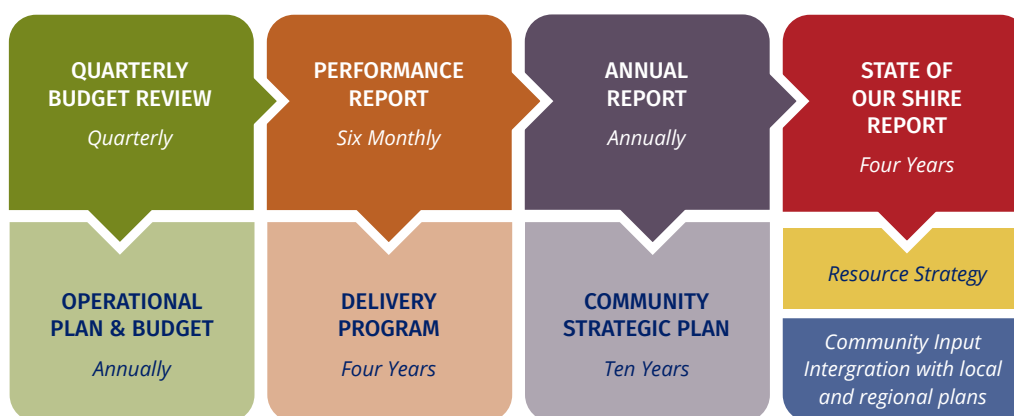 QUARTERLY
BUDGET REVIEW
Quarterly
PERFORMANCE
REPORT
Six Monthly
ANNUAL
REPORT
Annually
STATE OF
OUR SHIRE
REPORT
Four Years
OPERATIONAL
PLAN & BUDGET
Annually
DELIVERY
PROGRAM
Four Years
COMMUNITY
STRATEGIC PLAN
Ten Years
Resource Strategy
Community Input
Intergration with local
and regional plans